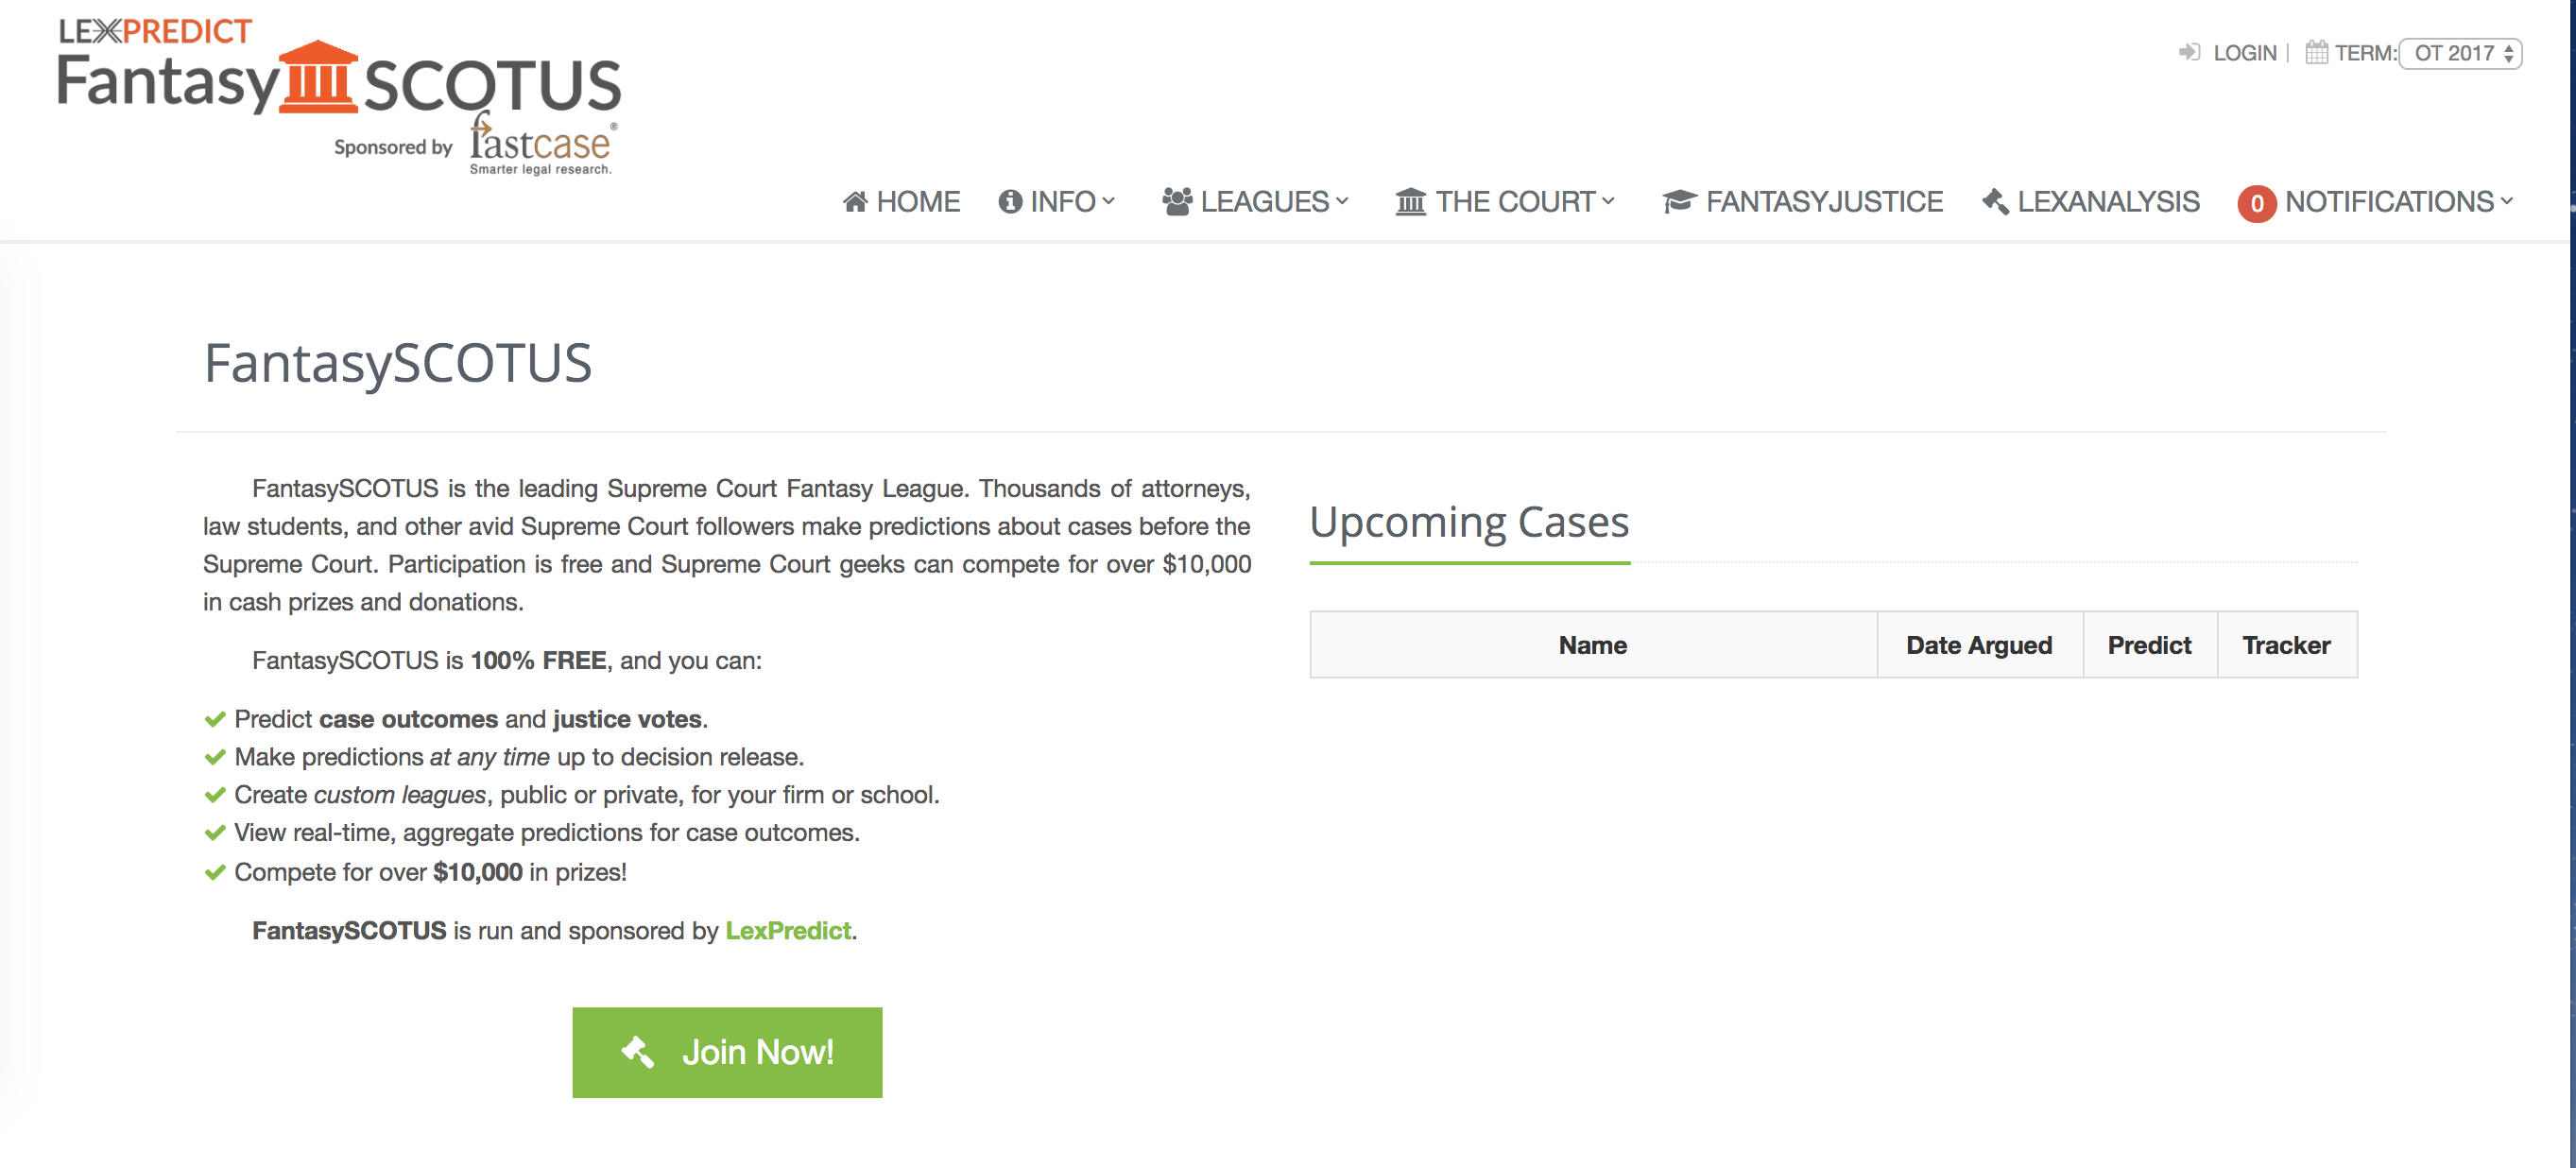 LEXPREDICT
FantasySCOTUS
Sponsored by fastcase®
Smarter legal research.
LOGIN | TERM: OT 2017
HOME INFO LEAGUES THE COURT FANTASYJUSTICE LEXANALYSIS 0 NOTIFICATIONS
FantasySCOTUS
FantasySCOTUS is the leading Supreme Court Fantasy League. Thousands of attorneys,
law students, and other avid Supreme Court followers make predictions about cases before the
Supreme Court. Participation is free and Supreme Court geeks can compete for over $10,000
in cash prizes and donations.
FantasySCOTUS is 100% FREE, and you can:
Predict case outcomes and justice votes.
Make predictions at any time up to decision release.
Create custom leagues, public or private, for your firm or school.
View real-time, aggregate predictions for case outcomes.
Compete for over $10,000 in prizes!
FantasySCOTUS is run and sponsored by LexPredict.
Join Now!
Upcoming Cases
Name Date Argued Predict Tracker